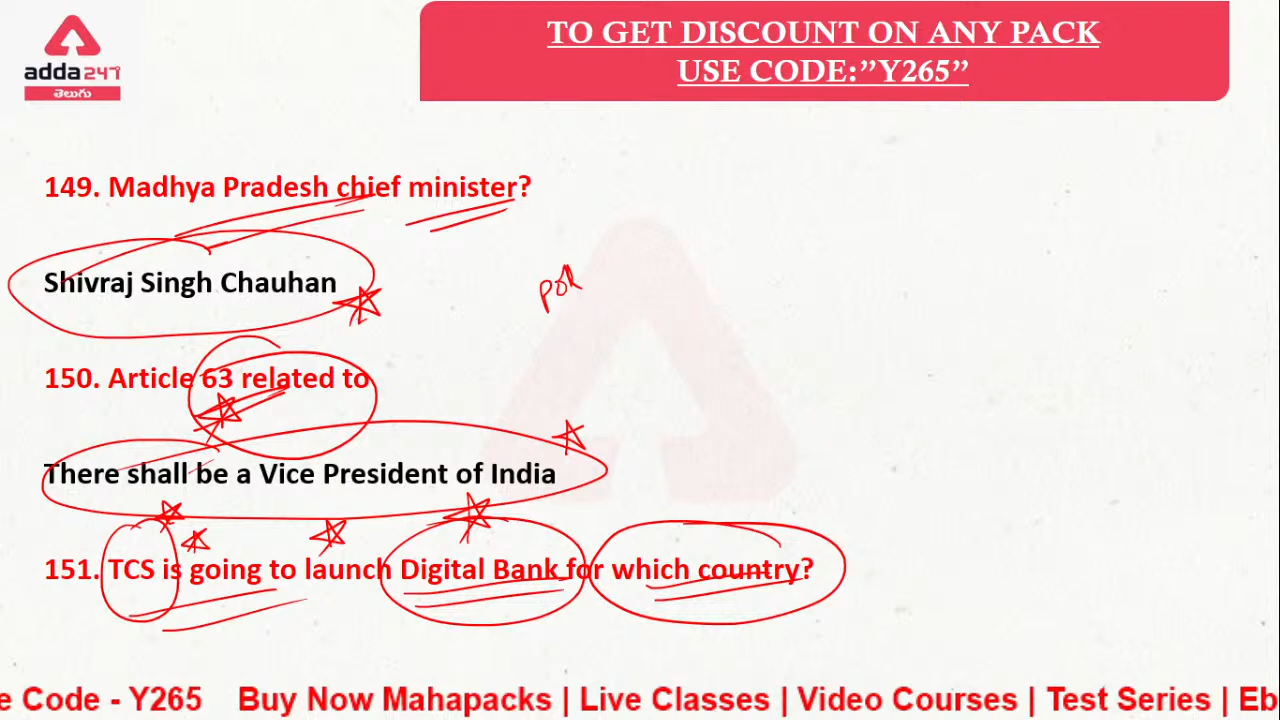 TO GET DISCOUNT ON ANY PACK
USE CODE:”Y265”
adda247
తెలుగు
149. Madhya Pradesh chief minister?
Shivraj Singh Chauhan
150. Article 63 related to
There shall be a Vice President of India
151. TCS is going to launch Digital Bank for which country?
e Code - Y265 Buy Now Mahapacks | Live Classes | Video Courses | Test Series | Eb